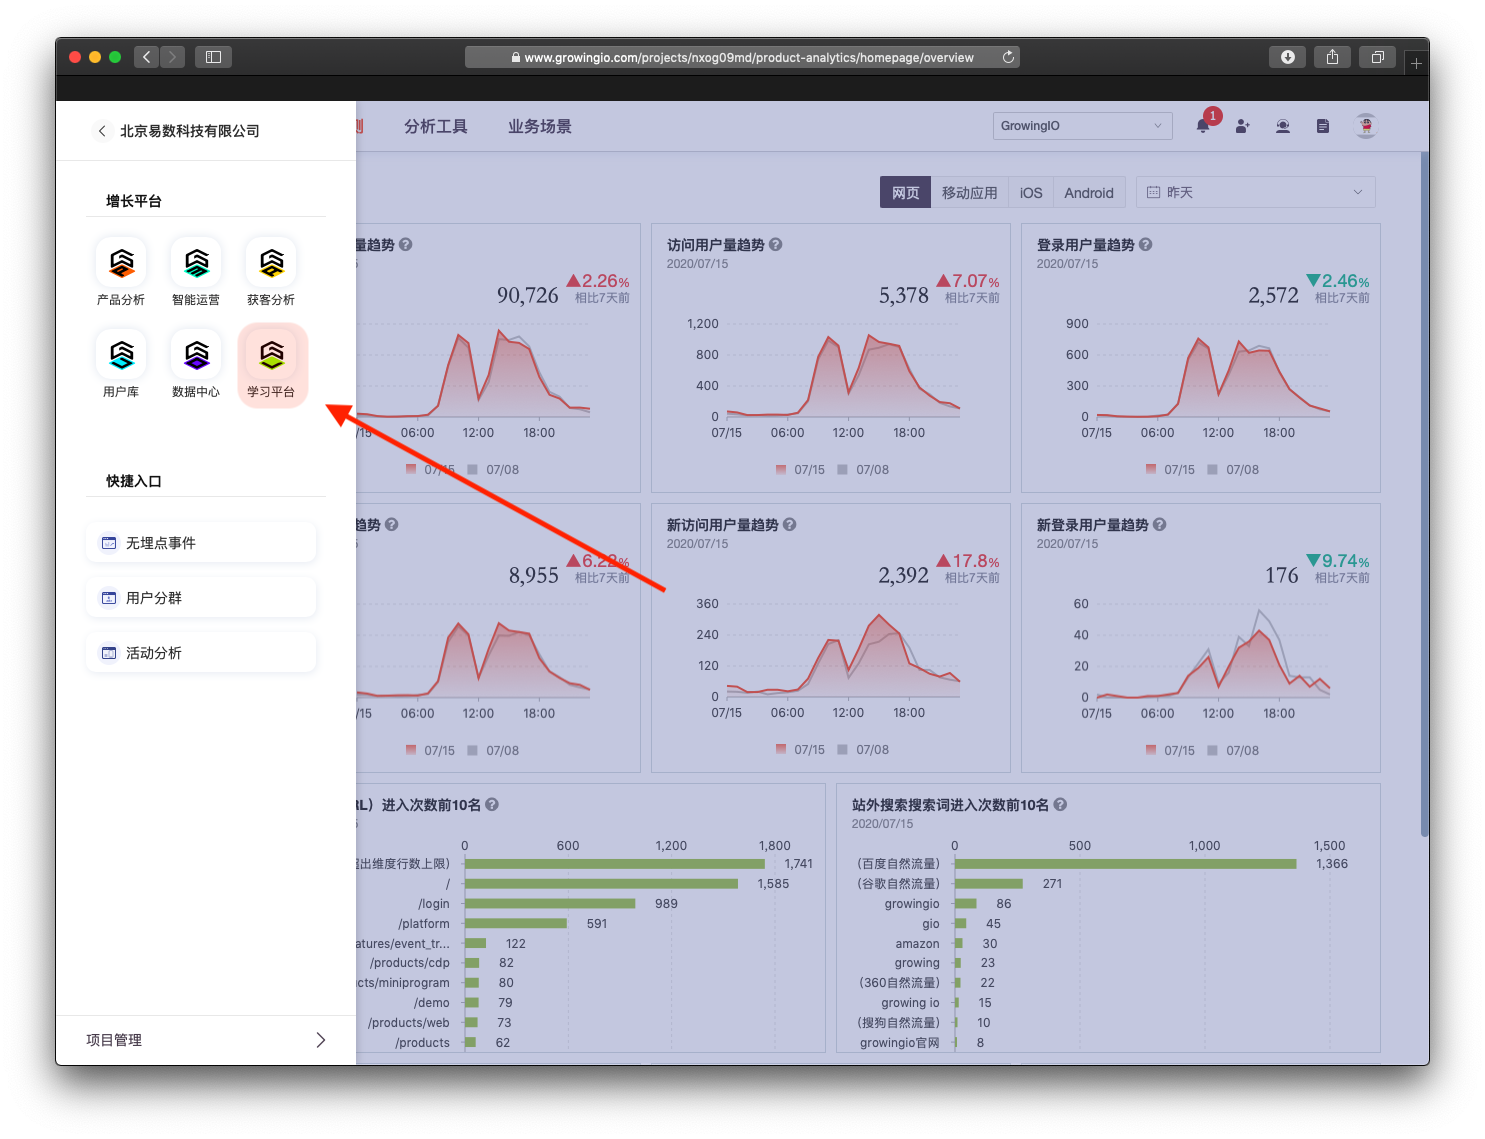 www.growingio.com/projects/nxog09md/product-analytics/homepage/overview
北京易数科技有限公司
分析工具
业务场景
GrowingIO
1
增长平台
产品分析
智能运营
获客分析
用户库
数据中心
学习平台
快捷入口
无埋点事件
用户分群
活动分析
项目管理
网页
移动应用
iOS
Android
昨天
量趋势
90,726
2.26%
相比7天前
/15
06:00
12:00
18:00
07/15
07/08
访问用户量趋势
2020/07/15
5,378
7.07%
相比7天前
1,200
800
400
0
07/15
06:00
12:00
18:00
07/15
07/08
登录用户量趋势
2020/07/15
2,572
2.46%
相比7天前
900
600
300
0
07/15
06:00
12:00
18:00
07/15
07/08
趋势
8,955
6.22%
相比7天前
/15
06:00
12:00
18:00
07/15
07/08
新访问用户量趋势
2020/07/15
2,392
17.8%
相比7天前
360
240
120
0
07/15
06:00
12:00
18:00
07/15
07/08
新登录用户量趋势
2020/07/15
176
9.74%
相比7天前
60
40
20
0
07/15
06:00
12:00
18:00
07/15
07/08
RL）进入次数前10名
0
600
1,200
1,800
出维度行数上限） 1,741
/ 1,585
/login 989
/platform 591
atures/event_tr... 122
/products/cdp 82
cts/miniprogram 80
/demo 79
/products/web 73
/products 62
站外搜索搜索词进入次数前10名
2020/07/15
0
500
1,000
1,500
（百度自然流量） 1,366
（谷歌自然流量） 271
growingio 86
gio 45
amazon 30
growing 23
（360自然流量） 22
growing io 15
（搜狗自然流量） 10
growingio官网 8